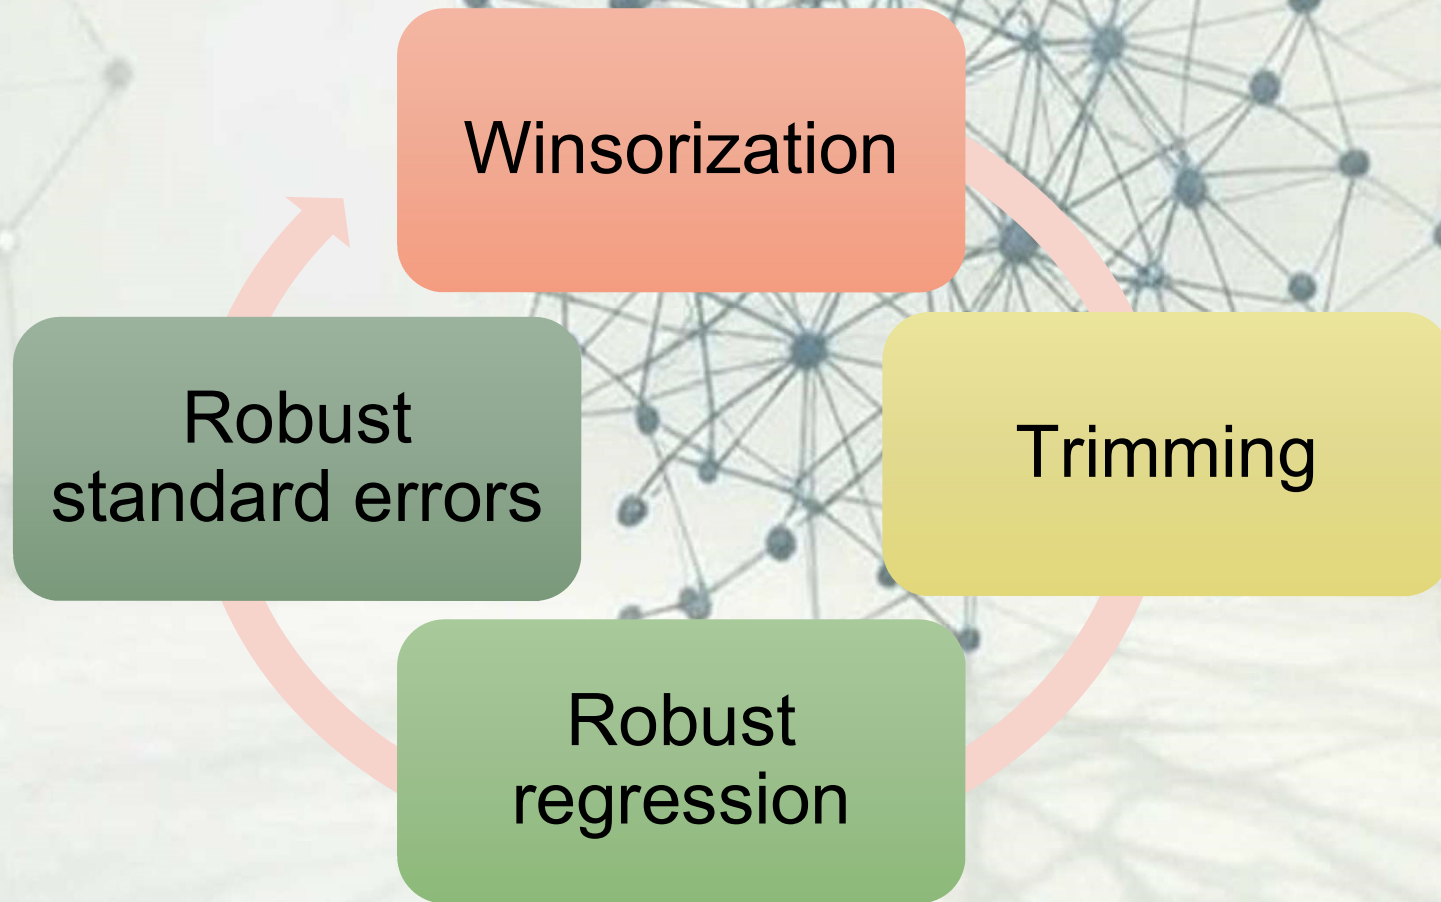 Winsorization
Trimming
Robust
regression
Robust
standard errors